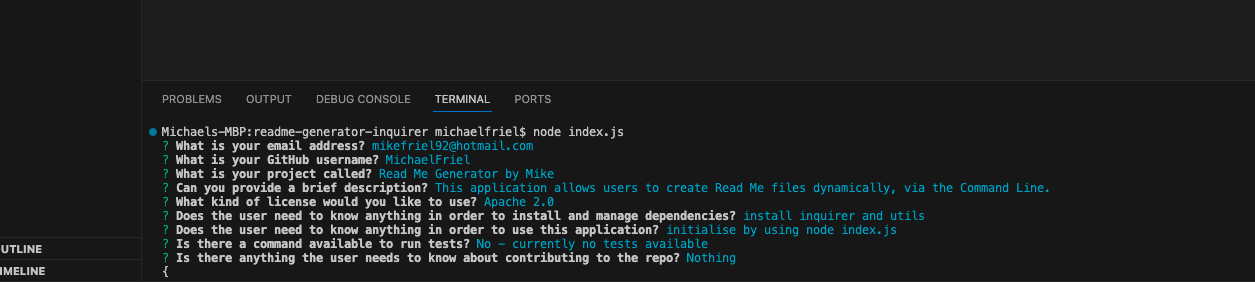 PROBLEMS OUTPUT DEBUG CONSOLE TERMINAL PORTS
Michaels-MBP:readme-generator-inquirer michaelfriel$ node index.js
? What is your email address? mikefriel92@hotmail.com
? What is your GitHub username? MichaelFriel
? What is your project called? Read Me Generator by Mike
? Can you provide a brief description? This application allows users to create Read Me files dynamically, via the Command Line.
? What kind of license would you like to use? Apache 2.0
? Does the user need to know anything in order to install and manage dependencies? install inquirer and utils
? Does the user need to know anything in order to use this application? initialise by using node index.js
? Is there a command available to run tests? No - currently no tests available
? Is there anything the user needs to know about contributing to the repo? Nothing
{
UTLINE
IMELINE